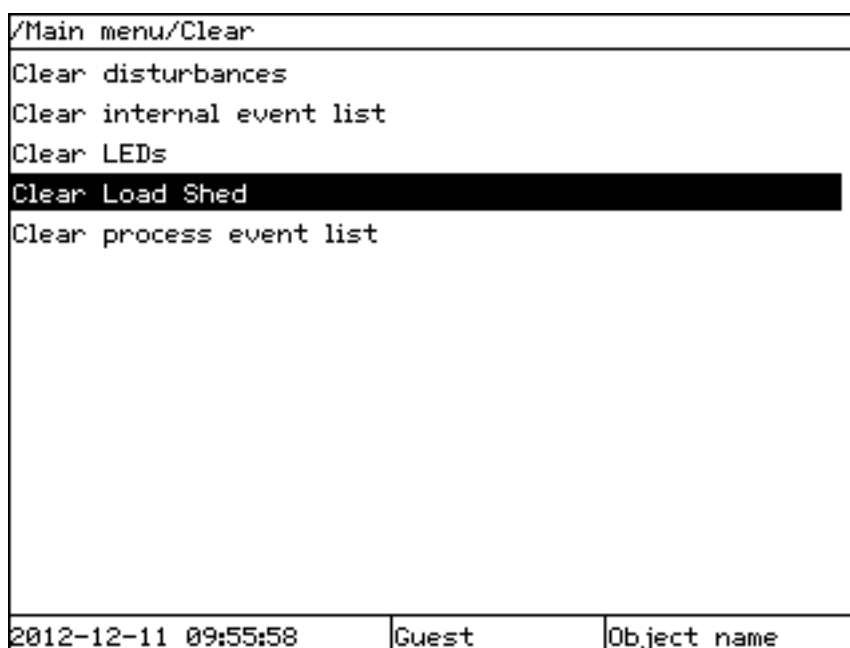 /Main menu/Clear
Clear disturbances
Clear internal event list
Clear LEDs
Clear Load Shed
Clear process event list
2012-12-11 09:55:58 Guest Object name